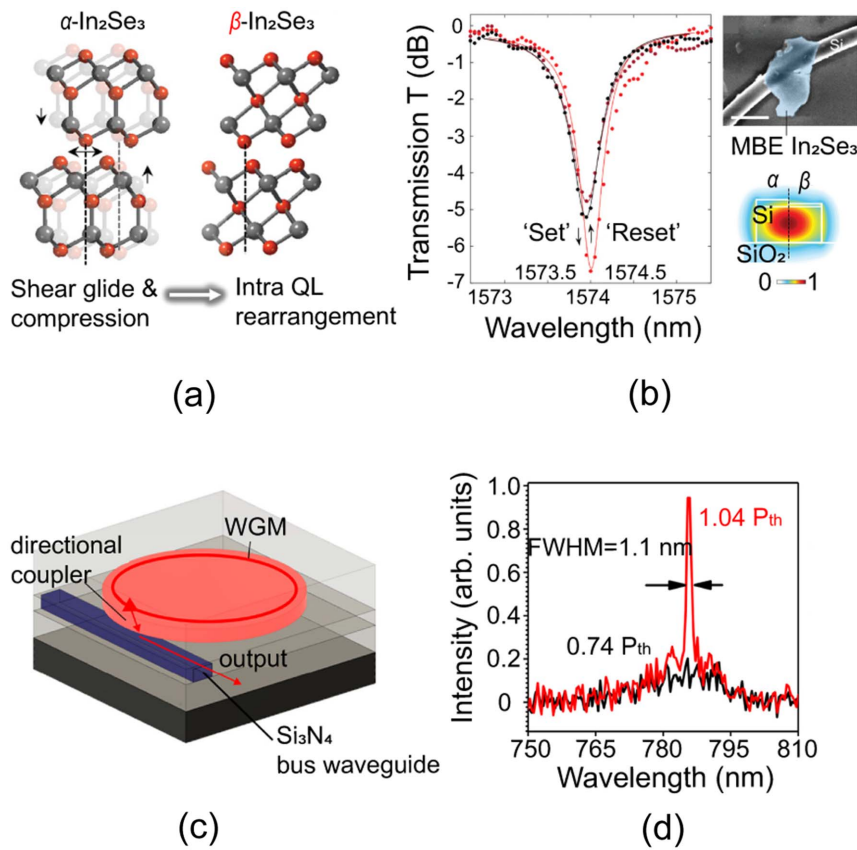 α-In₂Se₃
β-In₂Se₃
Shear glide &
compression
Intra QL
rearrangement
(a)
Transmission T (dB)
0
-1
-2
-3
-4
-5
-6
-7
'Set'
'Reset'
1573.5
1574.5
1573
1574
1575
Wavelength (nm)
Si
MBE In₂Se₃
α
β
Si
SiO₂
0
1
(b)
WGM
directional
coupler
output
Si₃N₄
bus waveguide
(c)
Intensity (arb. units)
1.0
0.8
0.6
0.4
0.2
0
1.04 Pth
FWHM=1.1 nm
0.74 Pth
750
765
780
795
810
Wavelength (nm)
(d)